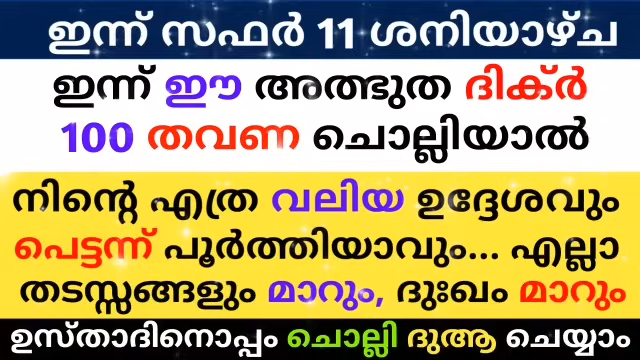 ഇന്ന് സഫർ 11 ശനിയാഴ്ച
ഇന്ന് ഈ അത്ഭുത ദിക്ർ
100 തവണ ചൊല്ലിയാൽ
നിന്റെ എത്ര വലിയ ഉദ്ദേശവും
പെട്ടന്ന് പൂർത്തിയാവും... എല്ലാ
തടസ്സങ്ങളും മാറും, ദുഃഖം മാറും
ഉസ്താദിനൊപ്പം ചൊല്ലി ദുആ ചെയ്യാം